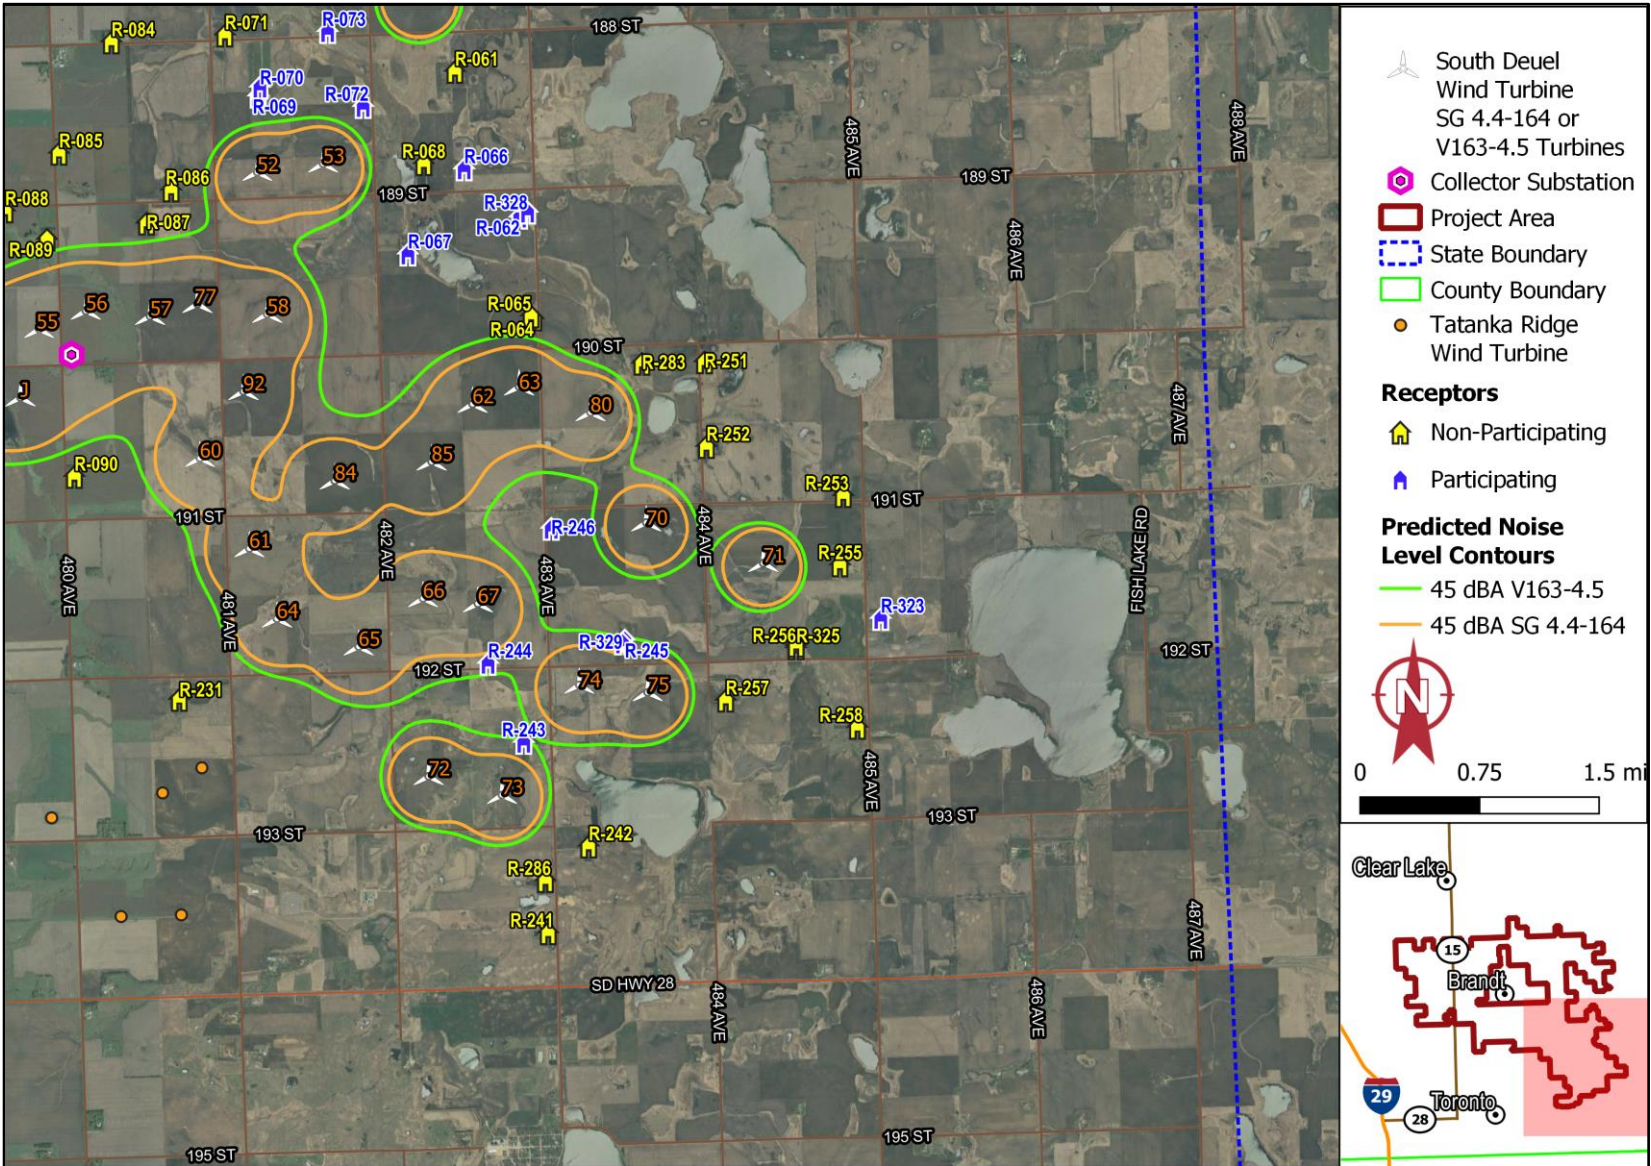 188 ST
R-084
R-071
R-073
R-061
R-070
R-069
R-072
R-085
R-086
R-068
R-066
52
53
189 ST
189 ST
485 AVE
488 AVE
R-088
R-087
R-328
R-062
R-089
R-067
486 AVE
55
56
57
77
58
R-065
R-064
190 ST
R-283
R-251
J
92
62
63
80
487 AVE
R-252
60
85
84
R-090
R-253
191 ST
191 ST
61
482 AVE
R-246
70
484 AVE
71
R-255
FISH LAKE RD
480 AVE
481 AVE
483 AVE
64
66
67
65
R-323
R-256
R-325
R-329
R-245
R-244
192 ST
192 ST
R-231
74
75
R-257
R-258
R-243
72
73
485 AVE
193 ST
193 ST
R-242
R-286
R-241
487 AVE
SD HWY 28
484 AVE
486 AVE
195 ST
195 ST
South Deuel
Wind Turbine
SG 4.4-164 or
V163-4.5 Turbines
Collector Substation
Project Area
State Boundary
County Boundary
Tatanka Ridge
Wind Turbine
Receptors
Non-Participating
Participating
Predicted Noise
Level Contours
45 dBA V163-4.5
45 dBA SG 4.4-164
N
0 0.75 1.5 mi
Clear Lake
15
Brandt
29
28
Toronto